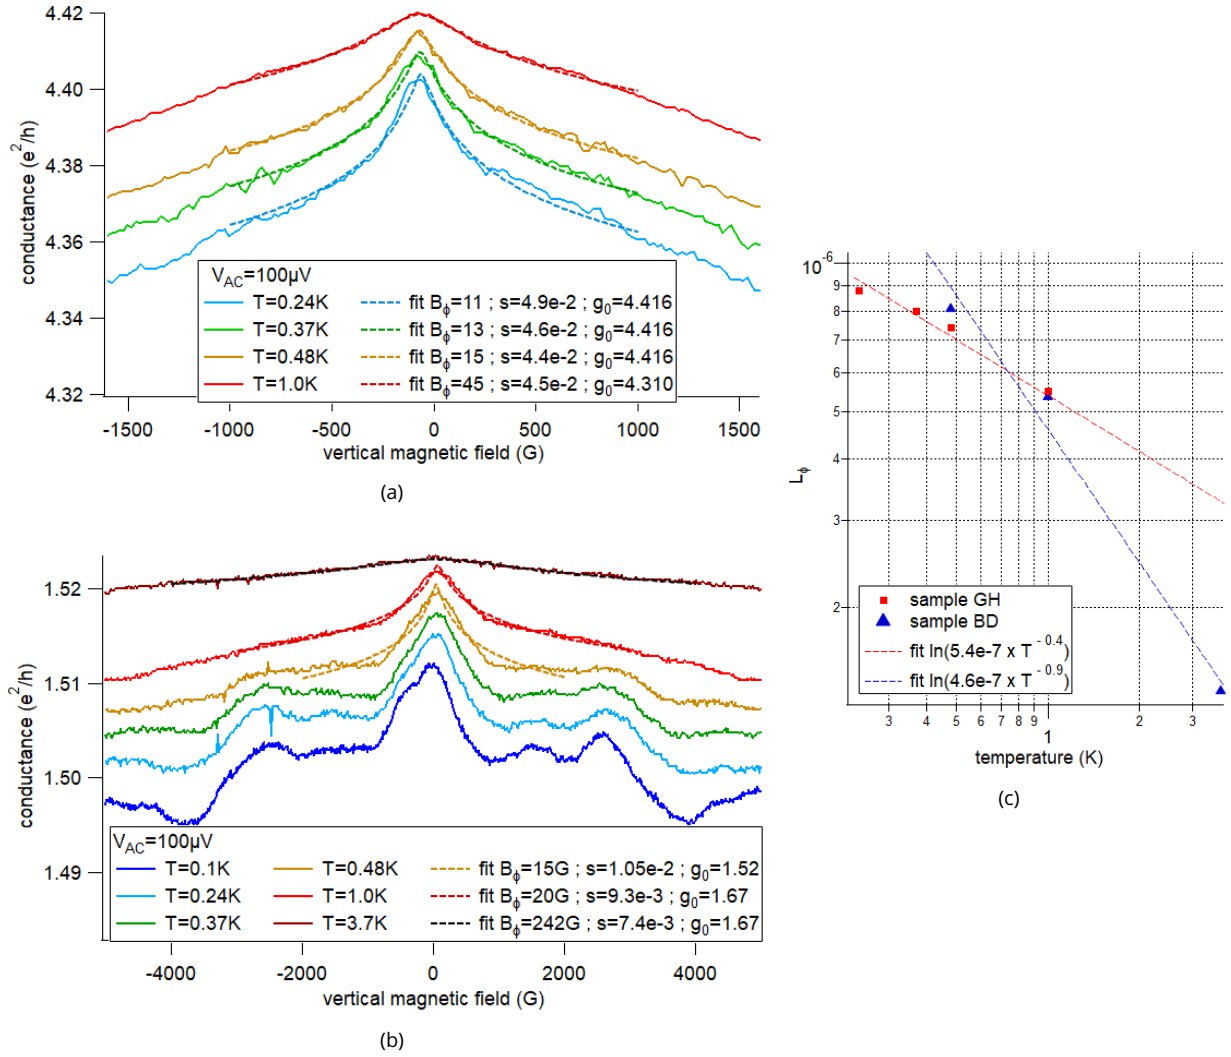 4.42
4.40
4.38
4.36
4.34
4.32
conductance (e²/h)
V_AC=100µV
T=0.24K fit B_ϕ=11 ; s=4.9e-2 ; g₀=4.416
T=0.37K fit B_ϕ=13 ; s=4.6e-2 ; g₀=4.416
T=0.48K fit B_ϕ=15 ; s=4.4e-2 ; g₀=4.416
T=1.0K fit B_ϕ=45 ; s=4.5e-2 ; g₀=4.310
-1500 -1000 -500 0 500 1000 1500
vertical magnetic field (G)
(a)
1.52
1.51
1.50
1.49
conductance (e²/h)
V_AC=100µV
T=0.1K T=0.48K fit B_ϕ=15G ; s=1.05e-2 ; g₀=1.52
T=0.24K T=1.0K fit B_ϕ=20G ; s=9.3e-3 ; g₀=1.67
T=0.37K T=3.7K fit B_ϕ=242G ; s=7.4e-3 ; g₀=1.67
-4000 -2000 0 2000 4000
vertical magnetic field (G)
(b)
10⁻⁶
9
8
7
6
5
4
3
2
L_ϕ
sample GH
sample BD
fit ln(5.4e-7 x T⁻⁰·⁴)
fit ln(4.6e-7 x T⁻⁰·⁹)
3 4 5 6 7 8 9 1 2 3
temperature (K)
(c)